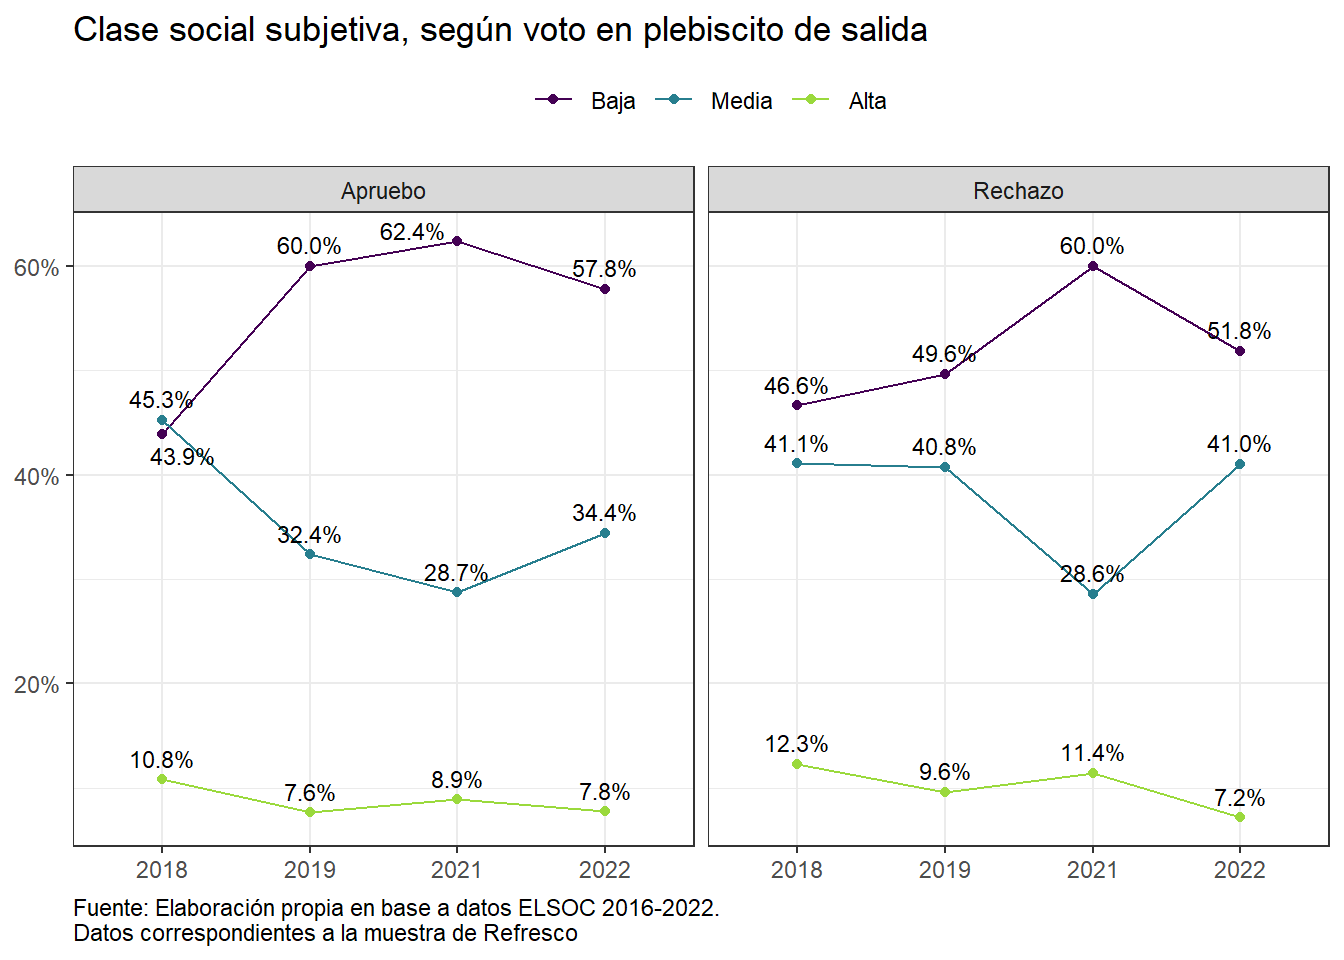 Clase social subjetiva, según voto en plebiscito de salida
Baja Media Alta
Apruebo Rechazo
62.4%
60.0% 60.0%
60% 57.8%
51.8%
49.6%
45.3% 46.6%
43.9% 41.1% 40.8% 41.0%
40%
34.4%
32.4%
28.7% 28.6%
20%
10.8% 7.6% 8.9% 7.8% 12.3% 9.6% 11.4% 7.2%
2018 2019 2021 2022 2018 2019 2021 2022
Fuente: Elaboración propia en base a datos ELSOC 2016-2022.
Datos correspondientes a la muestra de Refresco